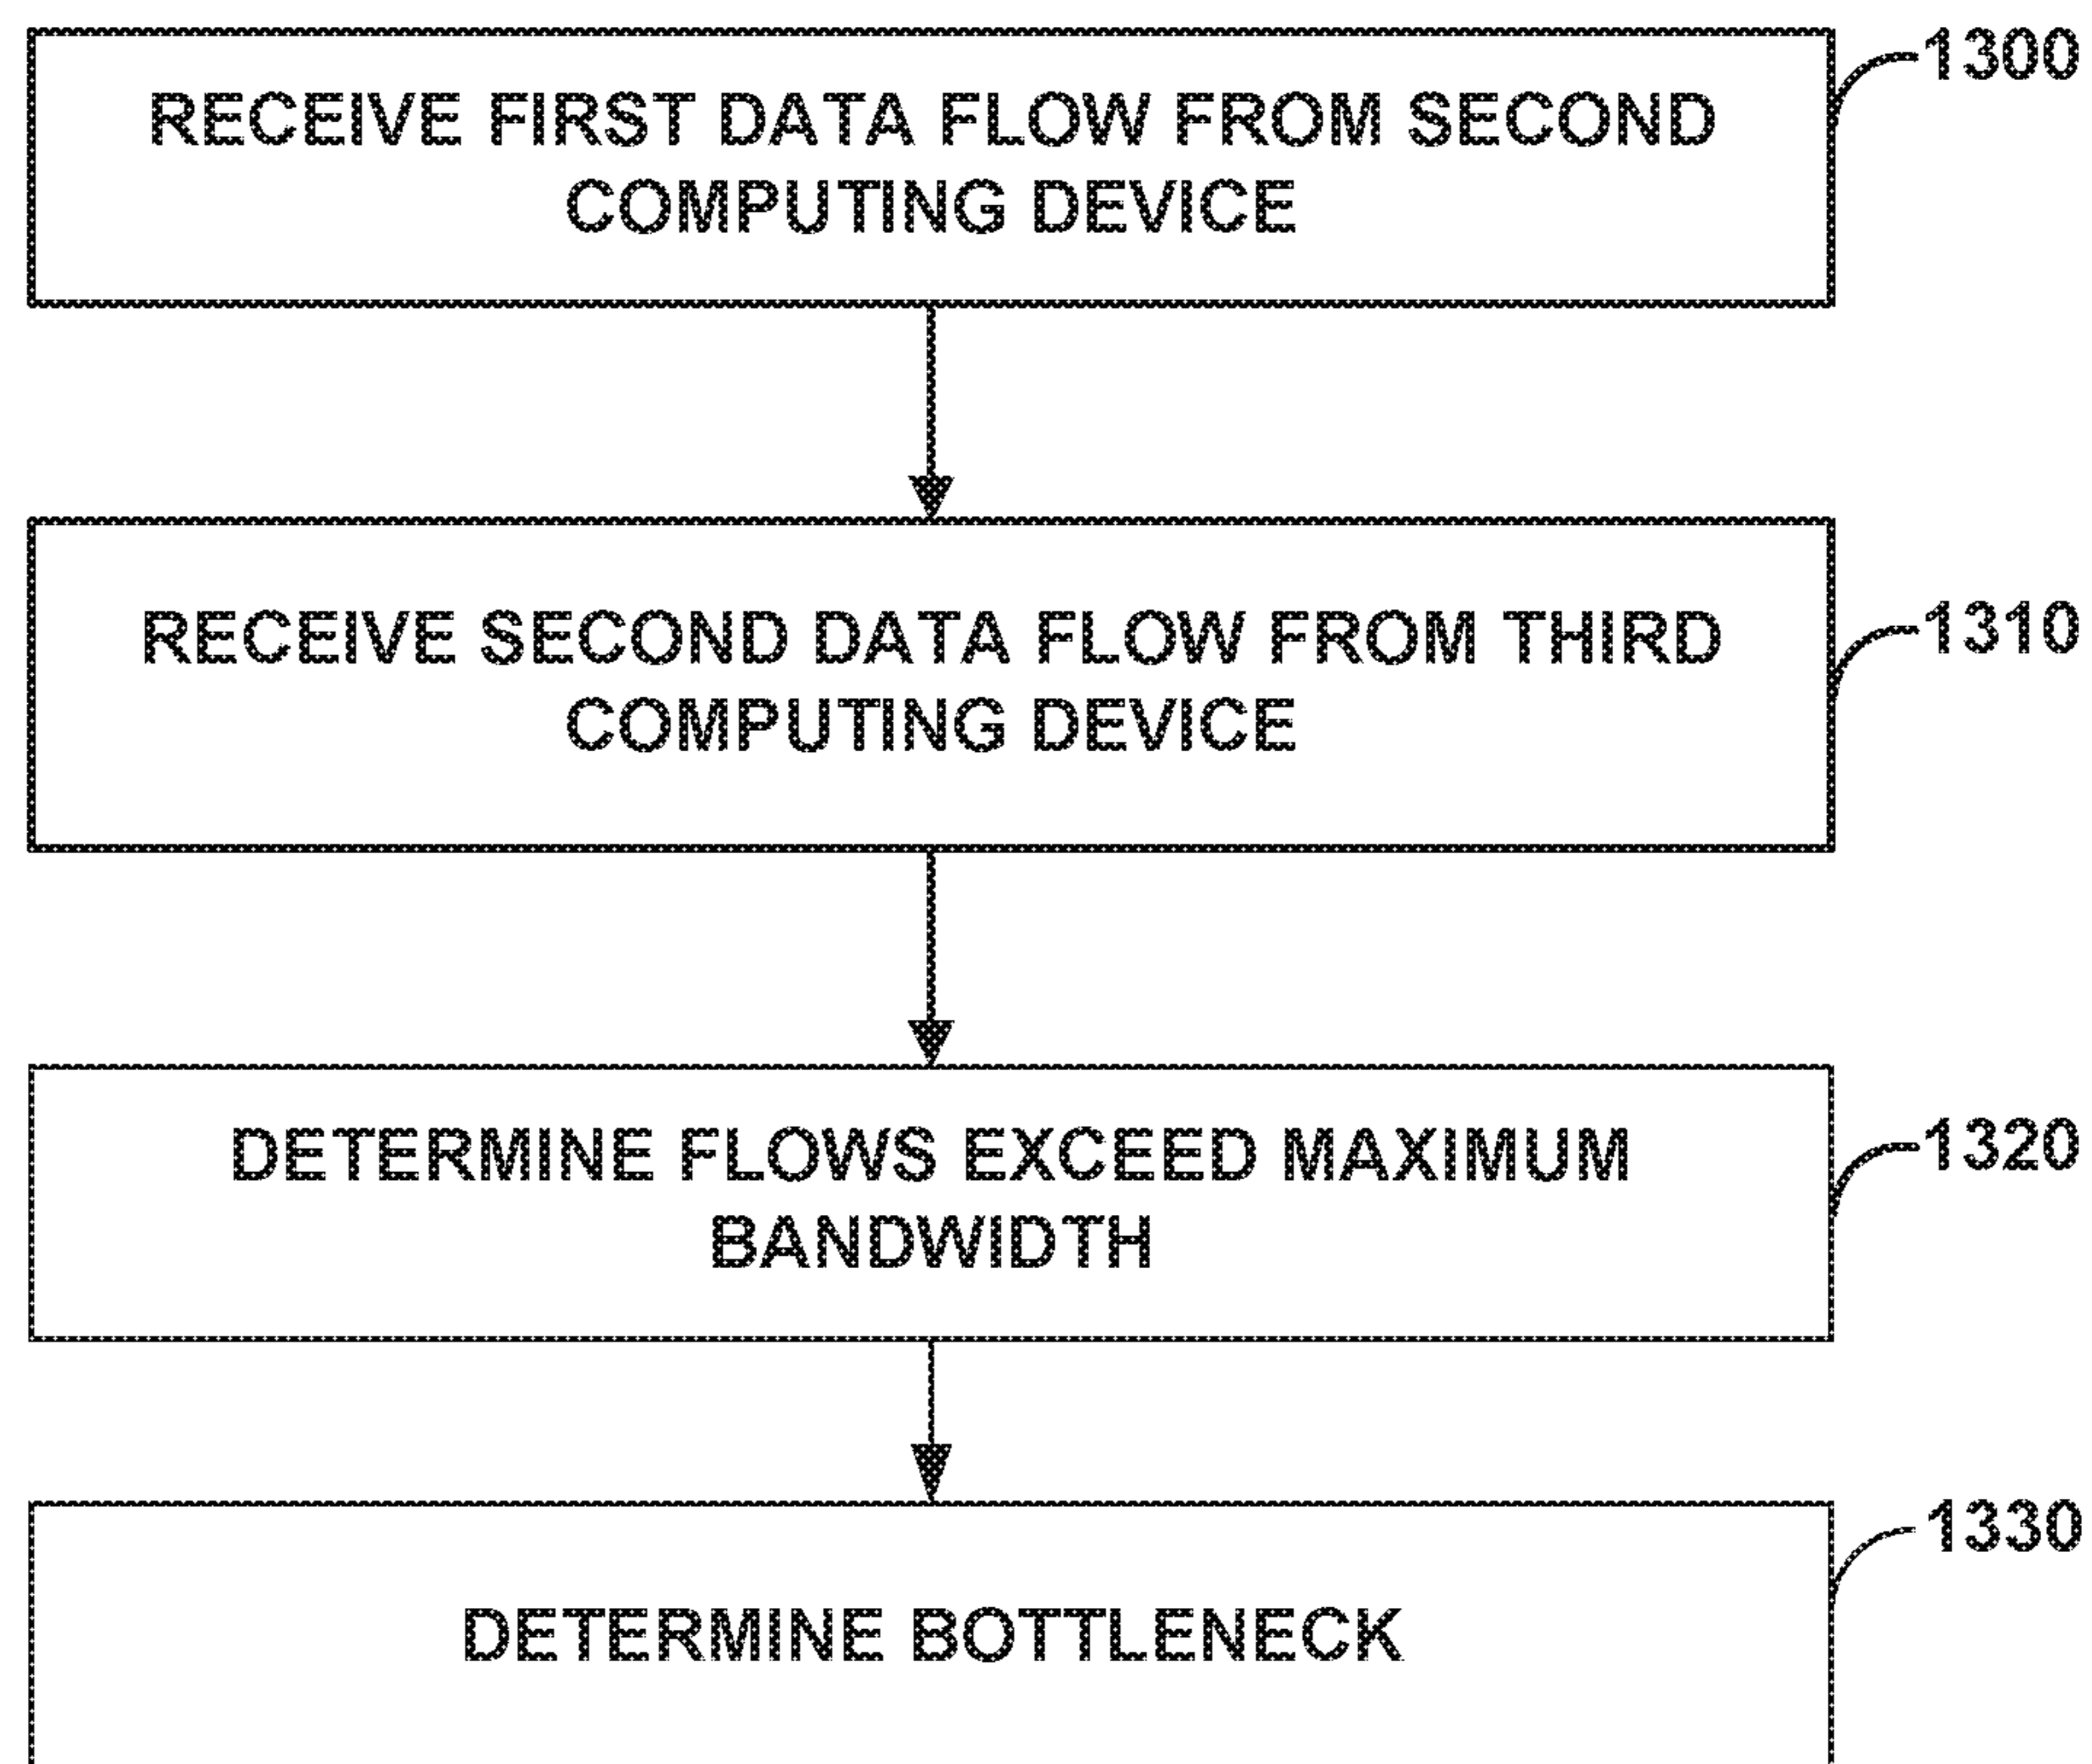 1300
RECEIVE FIRST DATA FLOW FROM SECOND
COMPUTING DEVICE
1310
RECEIVE SECOND DATA FLOW FROM THIRD
COMPUTING DEVICE
1320
DETERMINE FLOWS EXCEED MAXIMUM
BANDWIDTH
1330
DETERMINE BOTTLENECK